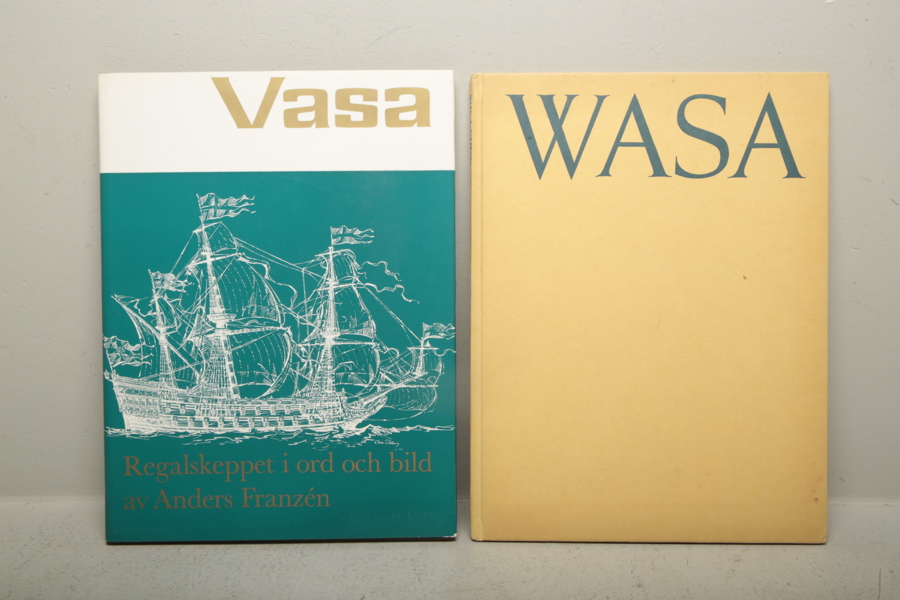 Vasa
Regalskeppet i ord och bild
av Anders Franzén
WASA